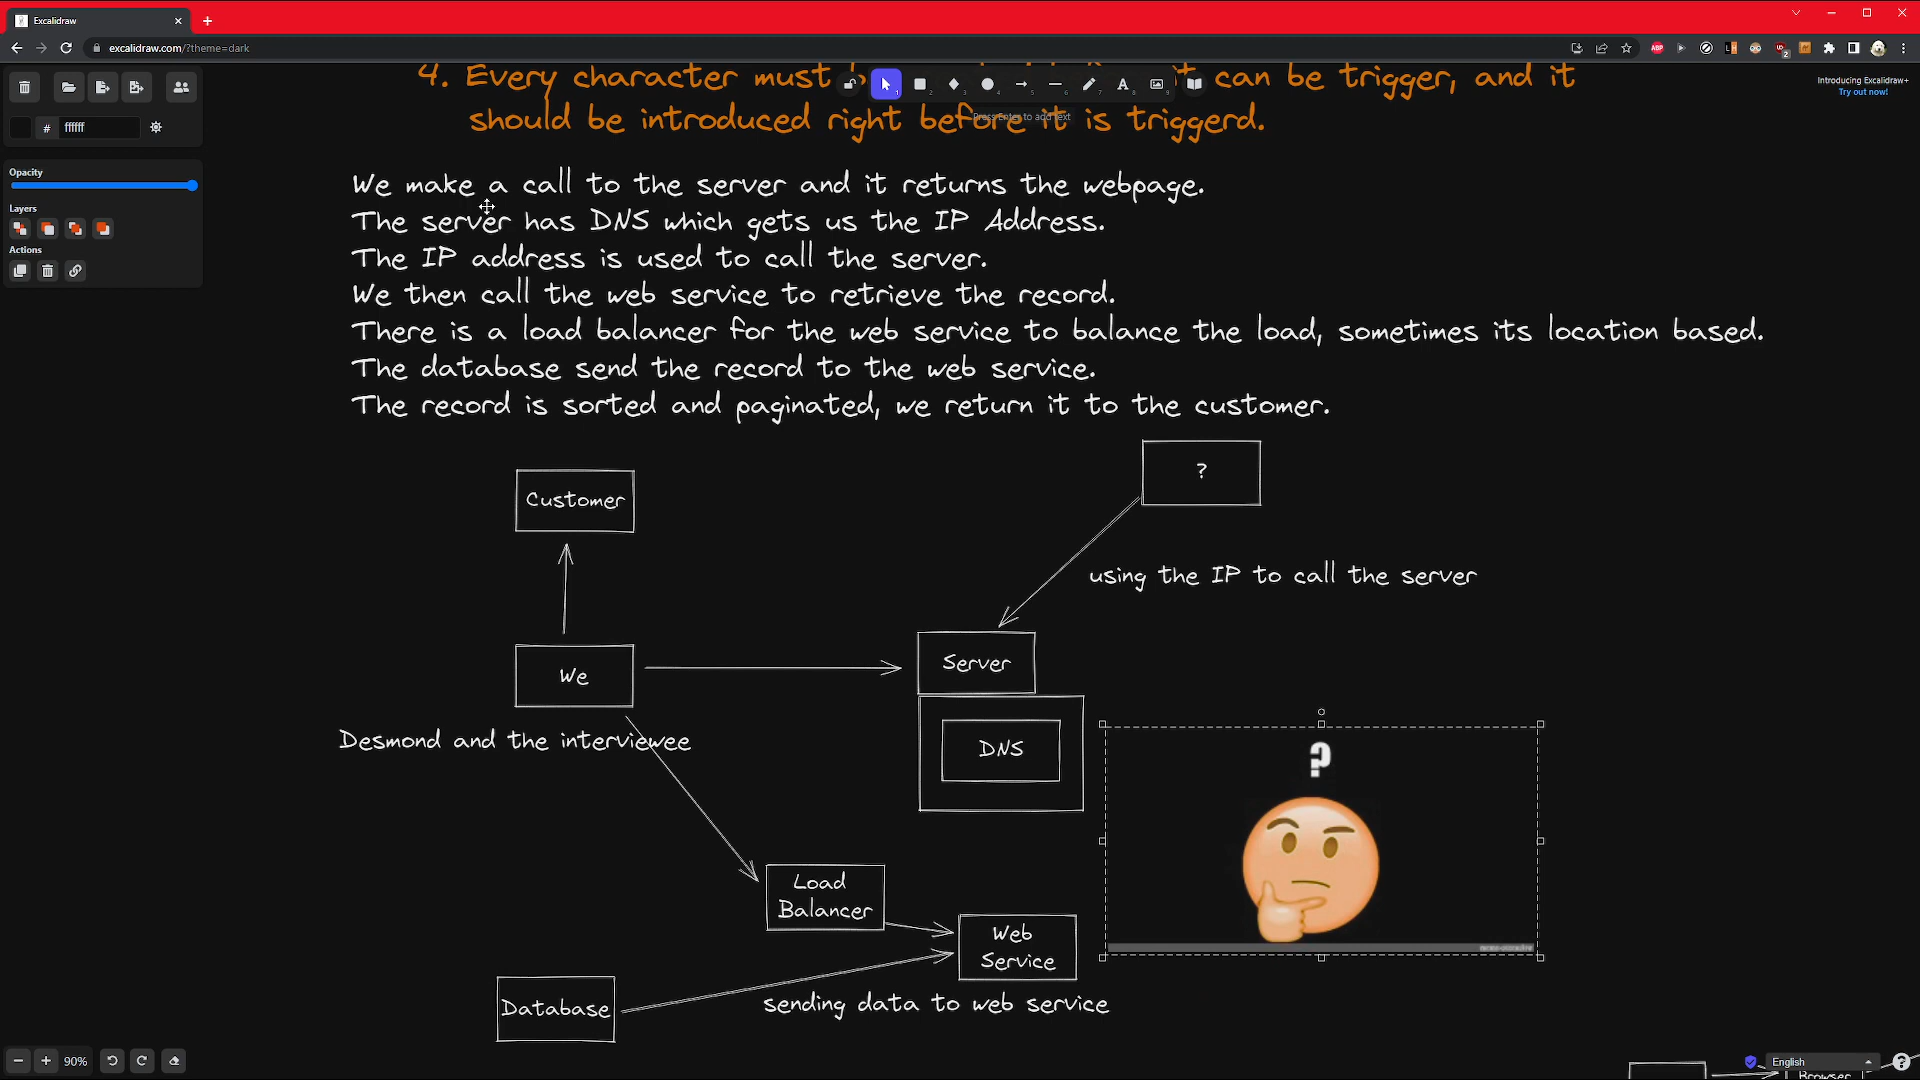 Excalidraw
excalidraw.com/?theme=dark
4. Every character must b it can be trigger, and it
should be introduced right before it is triggerd.
Press Enter to add text
Introducing Excalidraw+
Try out now!
# ffffff
Opacity
Layers
Actions
We make a call to the server and it returns the webpage.
The server has DNS which gets us the IP Address.
The IP address is used to call the server.
We then call the web service to retrieve the record.
There is a load balancer for the web service to balance the load, sometimes its location based.
The database send the record to the web service.
The record is sorted and paginated, we return it to the customer.
?
Customer
using the IP to call the server
Server
We
Desmond and the interviewee
DNS
?
Load
Balancer
Web
Service
Database
sending data to web service
90%
English
Browser